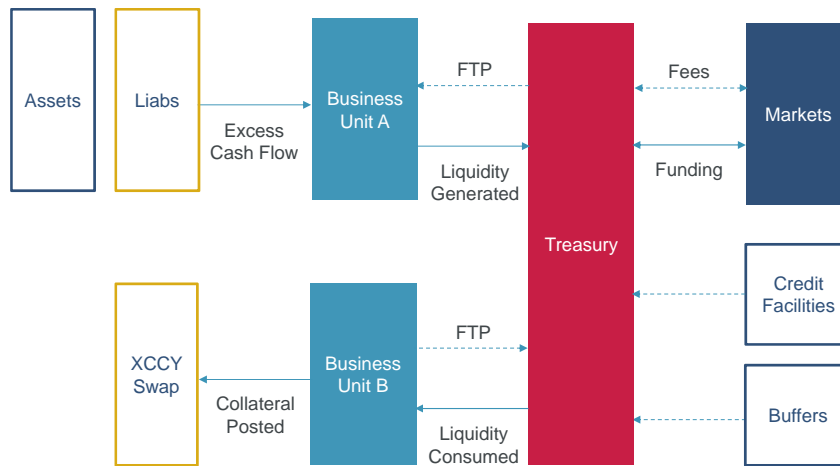 Assets
Liabs
Excess
Cash Flow
Business
Unit A
FTP
Liquidity
Generated
Treasury
Fees
Funding
Markets
Credit
Facilities
XCCY
Swap
Collateral
Posted
Business
Unit B
FTP
Liquidity
Consumed
Buffers